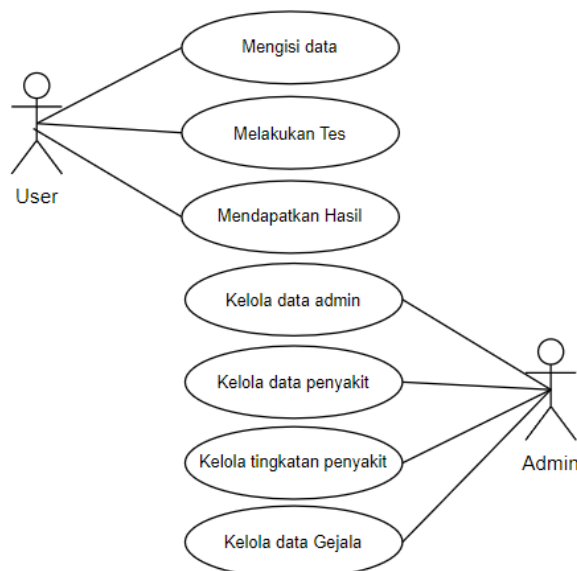 Mengisi data
Melakukan Tes
User
Mendapatkan Hasil
Kelola data admin
Kelola data penyakit
Kelola tingkatan penyakit
Admin
Kelola data Gejala